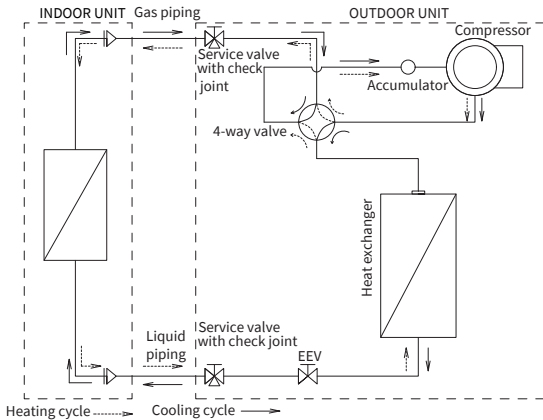 INDOOR UNIT
Gas piping
OUTDOOR UNIT
Compressor
Service valve
with check
joint
Accumulator
4-way valve
Heat exchanger
Liquid
piping
Service valve
with check joint
EEV
Heating cycle
Cooling cycle